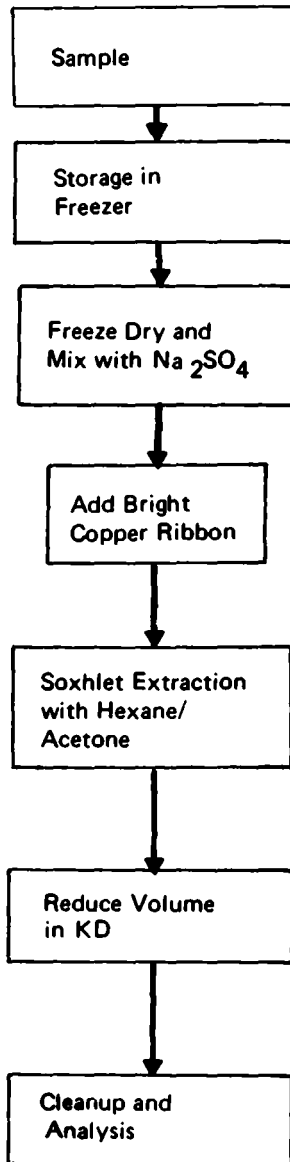 Sample
Storage in
Freezer
Freeze Dry and
Mix with Na 2SO4
Add Bright
Copper Ribbon
Soxhlet Extraction
with Hexane/
Acetone
Reduce Volume
in KD
Cleanup and
Analysis